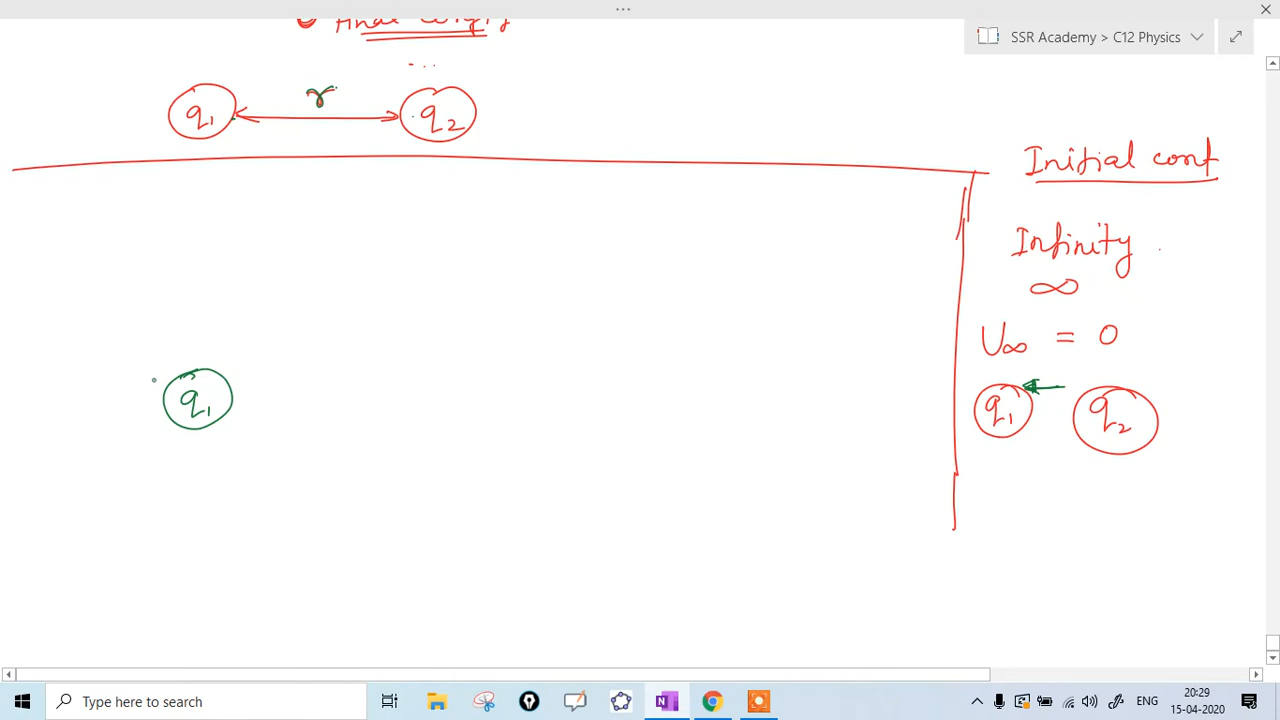 ...
SSR Academy > C12 Physics
q1 r q2
Initial conf
Infinity
∞
U∞ = 0
q1
q1 q2
Type here to search
ENG
20:29
15-04-2020